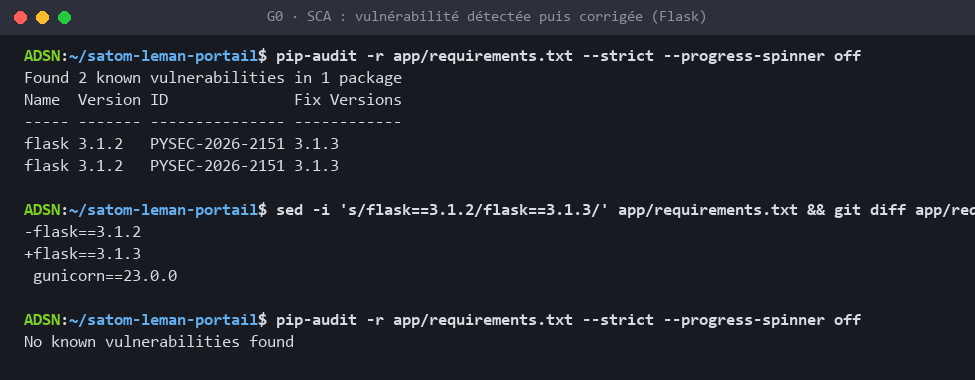 G0 · SCA : vulnérabilité détectée puis corrigée (Flask)
ADSN:~/satom-leman-portail$ pip-audit -r app/requirements.txt --strict --progress-spinner off
Found 2 known vulnerabilities in 1 package
Name  Version ID              Fix Versions
----- ------- --------------- ------------
flask 3.1.2   PYSEC-2026-2151 3.1.3
flask 3.1.2   PYSEC-2026-2151 3.1.3
ADSN:~/satom-leman-portail$ sed -i 's/flask==3.1.2/flask==3.1.3/' app/requirements.txt && git diff app/req
-flask==3.1.2
+flask==3.1.3
 gunicorn==23.0.0
ADSN:~/satom-leman-portail$ pip-audit -r app/requirements.txt --strict --progress-spinner off
No known vulnerabilities found